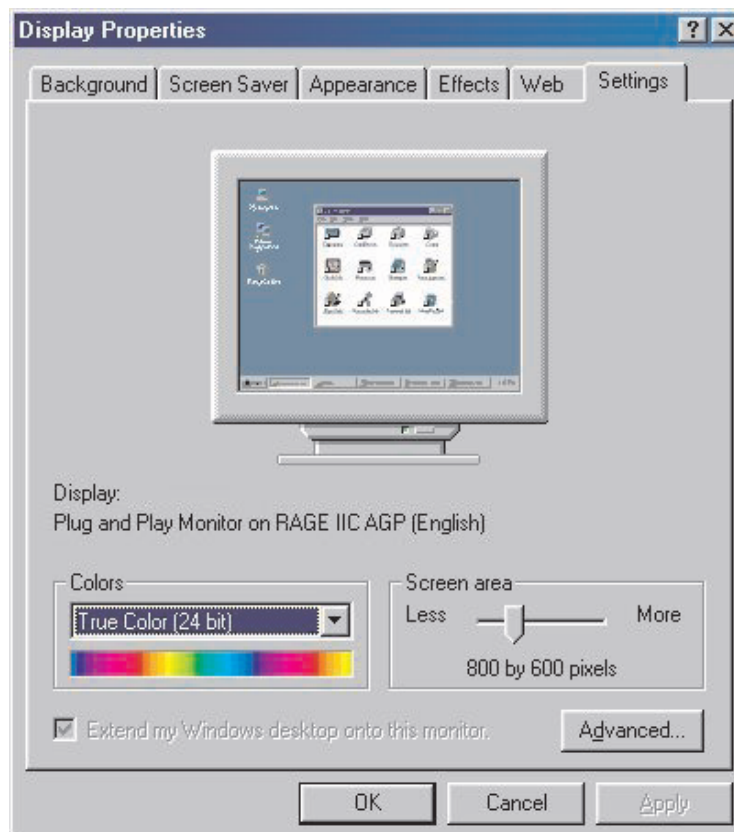 Display Properties
Background Screen Saver Appearance Effects Web Settings
Display:
Plug and Play Monitor on RAGE IIC AGP (English)
Colors
True Color (24 bit)
Screen area
Less More
800 by 600 pixels
Extend my Windows desktop onto this monitor.
Advanced...
OK Cancel Apply